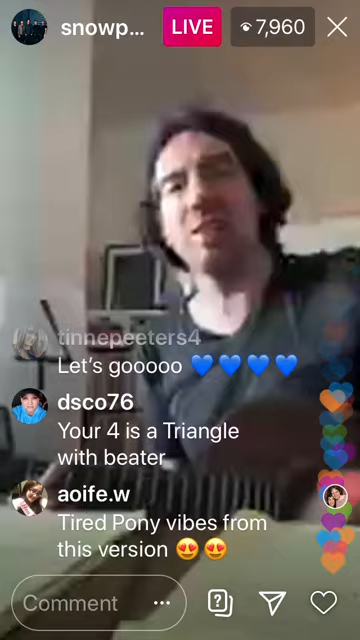 snowp...
LIVE
7,960
tinnepeeters4
Let's gooooo 💙💙💙💙
dsco76
Your 4 is a Triangle
with beater
aoife.w
Tired Pony vibes from
this version 😍😍
Comment